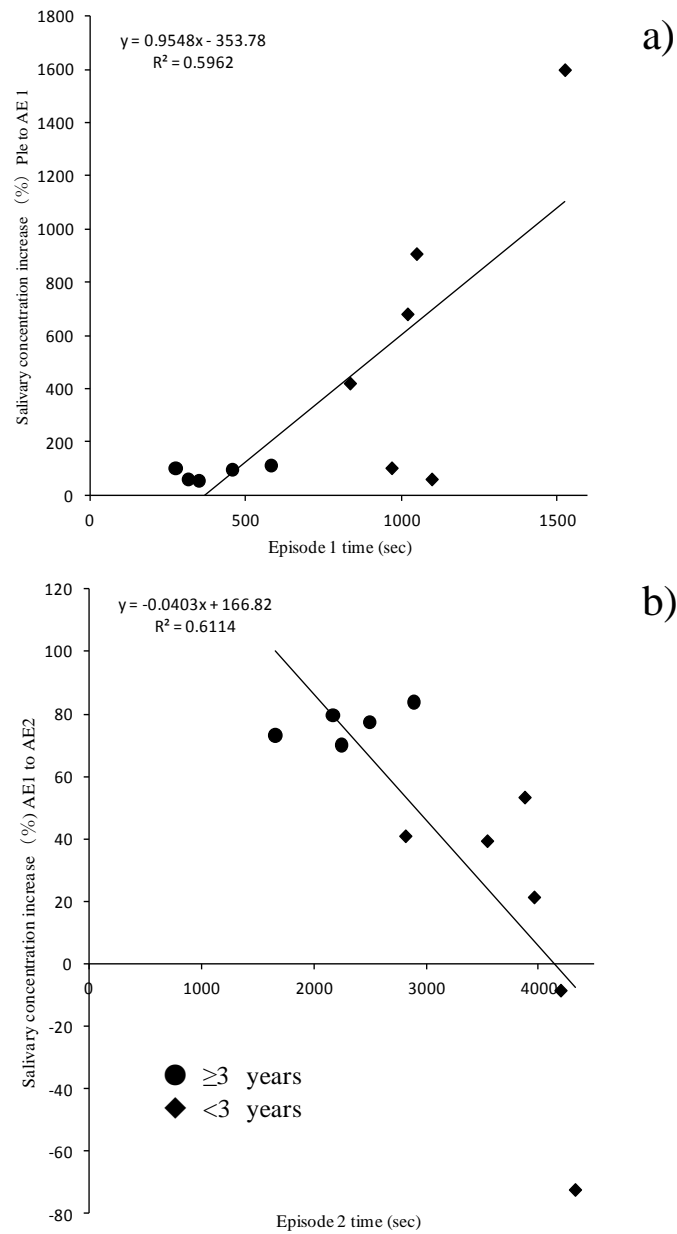 a)
y = 0.9548x - 353.78
R² = 0.5962
1800
1600
1400
1200
1000
800
600
400
200
0
Salivary concentration increase (%) Ple to AE 1
0 500 1000 1500
Episode 1 time (sec)
b)
y = -0.0403x + 166.82
R² = 0.6114
120
100
80
60
40
20
0
-20
-40
-60
-80
Salivary concentration increase (%) AE1 to AE2
0 1000 2000 3000 4000
≥3 years
<3 years
Episode 2 time (sec)